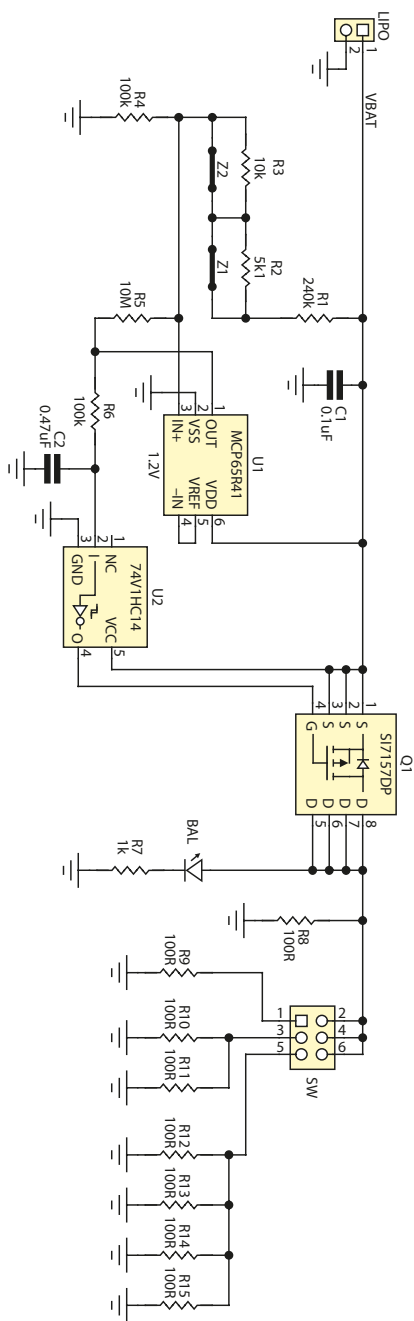 LIPO
1
2
VBAT
R4
100k
R3
10k
Z2
R2
5k1
Z1
R1
240k
C1
0.1uF
R5
10M
R6
100k
C2
0.47uF
U1
MCP65R41
1.2V
OUT
VSS
IN+
VDD
VREF
–IN
1
2
3
6
5
4
U2
74V1HC14
NC
I
GND
VCC
O
1
2
3
5
4
Q1
SI7157DP
S
S
S
G
D
D
D
D
1
2
3
4
8
7
6
5
BAL
R7
1k
R8
100R
SW
1
3
5
2
4
6
R9
100R
R10
100R
R11
100R
R12
100R
R13
100R
R14
100R
R15
100R